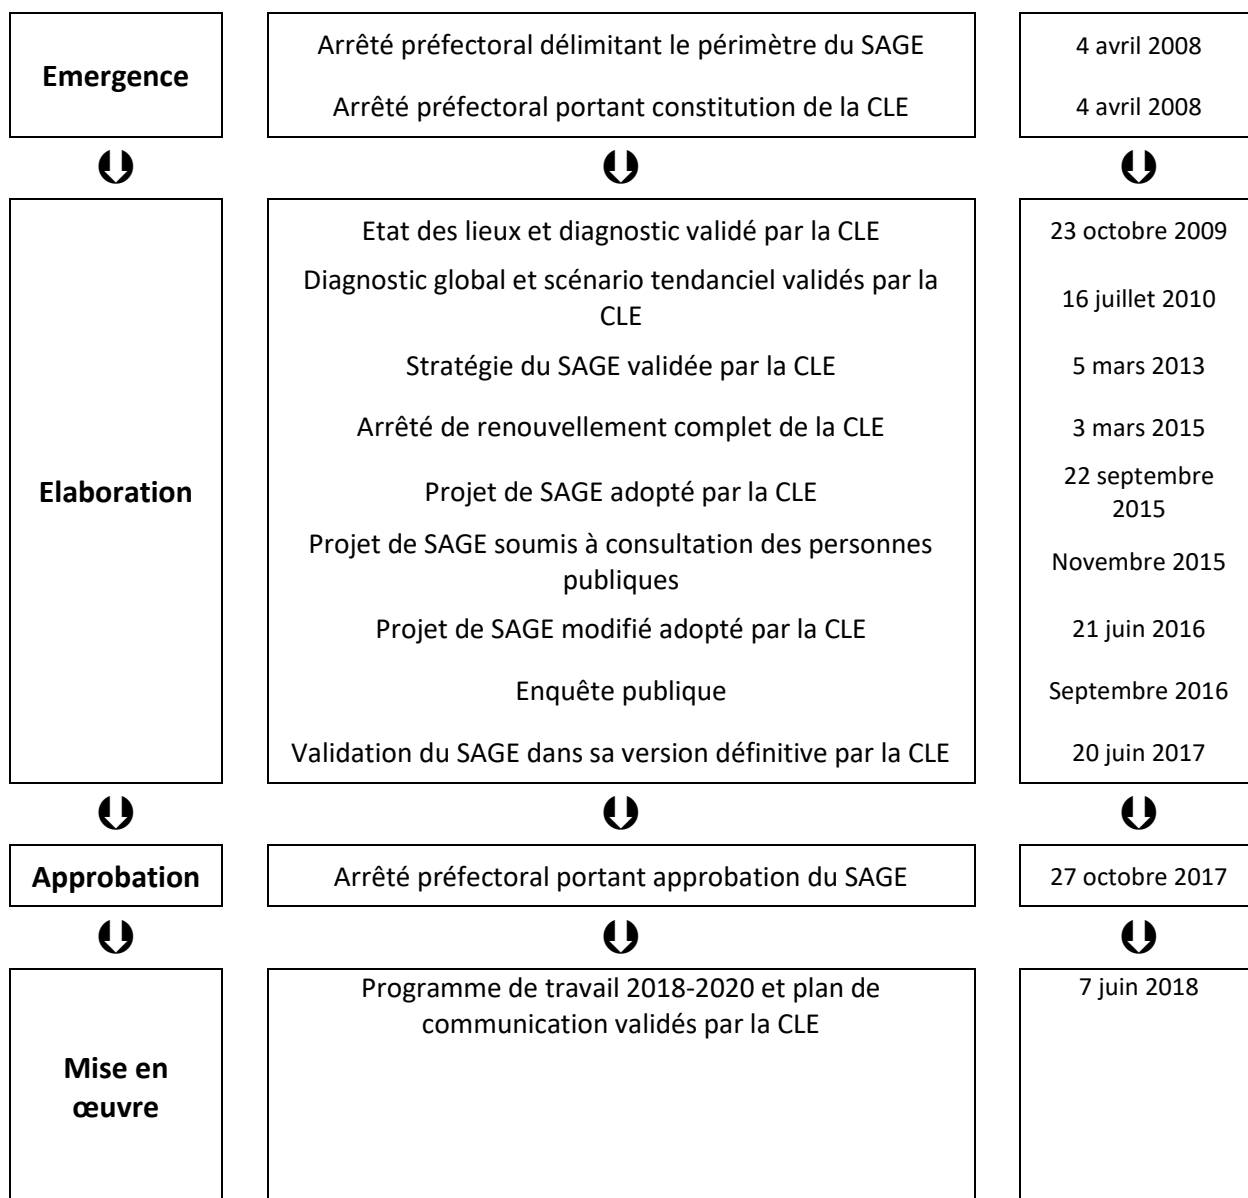 Emergence
Arrêté préfectoral délimitant le périmètre du SAGE
4 avril 2008
Arrêté préfectoral portant constitution de la CLE
4 avril 2008
Elaboration
Etat des lieux et diagnostic validé par la CLE
23 octobre 2009
Diagnostic global et scénario tendanciel validés par la
CLE
16 juillet 2010
Stratégie du SAGE validée par la CLE
5 mars 2013
Arrêté de renouvellement complet de la CLE
3 mars 2015
Projet de SAGE adopté par la CLE
22 septembre
2015
Projet de SAGE soumis à consultation des personnes
publiques
Novembre 2015
Projet de SAGE modifié adopté par la CLE
21 juin 2016
Enquête publique
Septembre 2016
Validation du SAGE dans sa version définitive par la CLE
20 juin 2017
Approbation
Arrêté préfectoral portant approbation du SAGE
27 octobre 2017
Mise en
œuvre
Programme de travail 2018-2020 et plan de
communication validés par la CLE
7 juin 2018